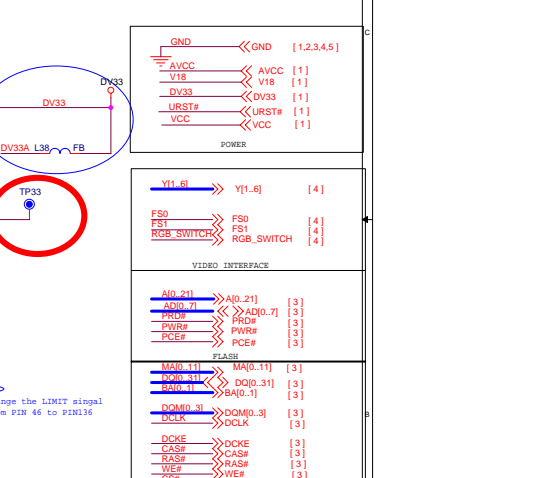 C
GND GND [ 1,2,3,4,5 ]
AVCC AVCC [ 1 ]
V18 V18 [ 1 ]
DV33 DV33 [ 1 ]
URST# URST# [ 1 ]
VCC VCC [ 1 ]
POWER
DV33
DV33
DV33A L38 FB
TP33
Y[1..6] Y[1..6] [ 4 ]
FS0 FS0 [ 4 ]
FS1 FS1 [ 4 ]
RGB_SWITCH RGB_SWITCH [ 4 ]
VIDEO INTERFACE
A[0..21] A[0..21] [ 3 ]
AD[0..7] AD[0..7] [ 3 ]
PRD# PRD# [ 3 ]
PWR# PWR# [ 3 ]
PCE# PCE# [ 3 ]
FLASH
MA[0..11] MA[0..11] [ 3 ]
DQ[0..31] DQ[0..31] [ 3 ]
BA[0..1] BA[0..1] [ 3 ]
DQM[0..3] DQM[0..3] [ 3 ]
DCLK DCLK [ 3 ]
B
DCKE DCKE [ 3 ]
CAS# CAS# [ 3 ]
RAS# RAS# [ 3 ]
WE# WE# [ 3 ]
nge the LIMIT singal
m PIN 46 to PIN136